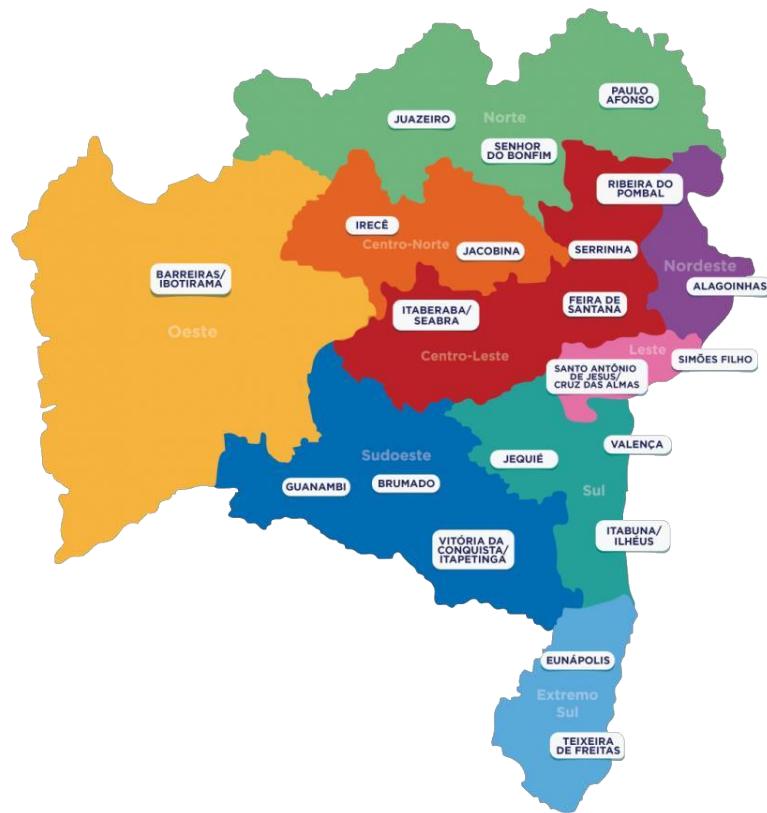 PAULO
AFONSO
JUAZEIRO
Norte
SENHOR
DO BONFIM
RIBEIRA DO
POMBAL
IRECÊ
Centro-Norte
JACOBINA
SERRINHA
Nordeste
BARREIRAS/
IBOTIRAMA
ALAGOINHAS
ITABERABA/
SEABRA
FEIRA DE
SANTANA
Oeste
Centro-Leste
Leste
SIMÕES FILHO
SANTO ANTÔNIO
DE JESUS/
CRUZ DAS ALMAS
VALENÇA
Sudoeste
JEQUIÉ
GUANAMBI
BRUMADO
Sul
ITABUNA/
ILHÉUS
VITÓRIA DA
CONQUISTA/
ITAPETINGA
EUNÁPOLIS
Extremo
Sul
TEIXEIRA
DE FREITAS